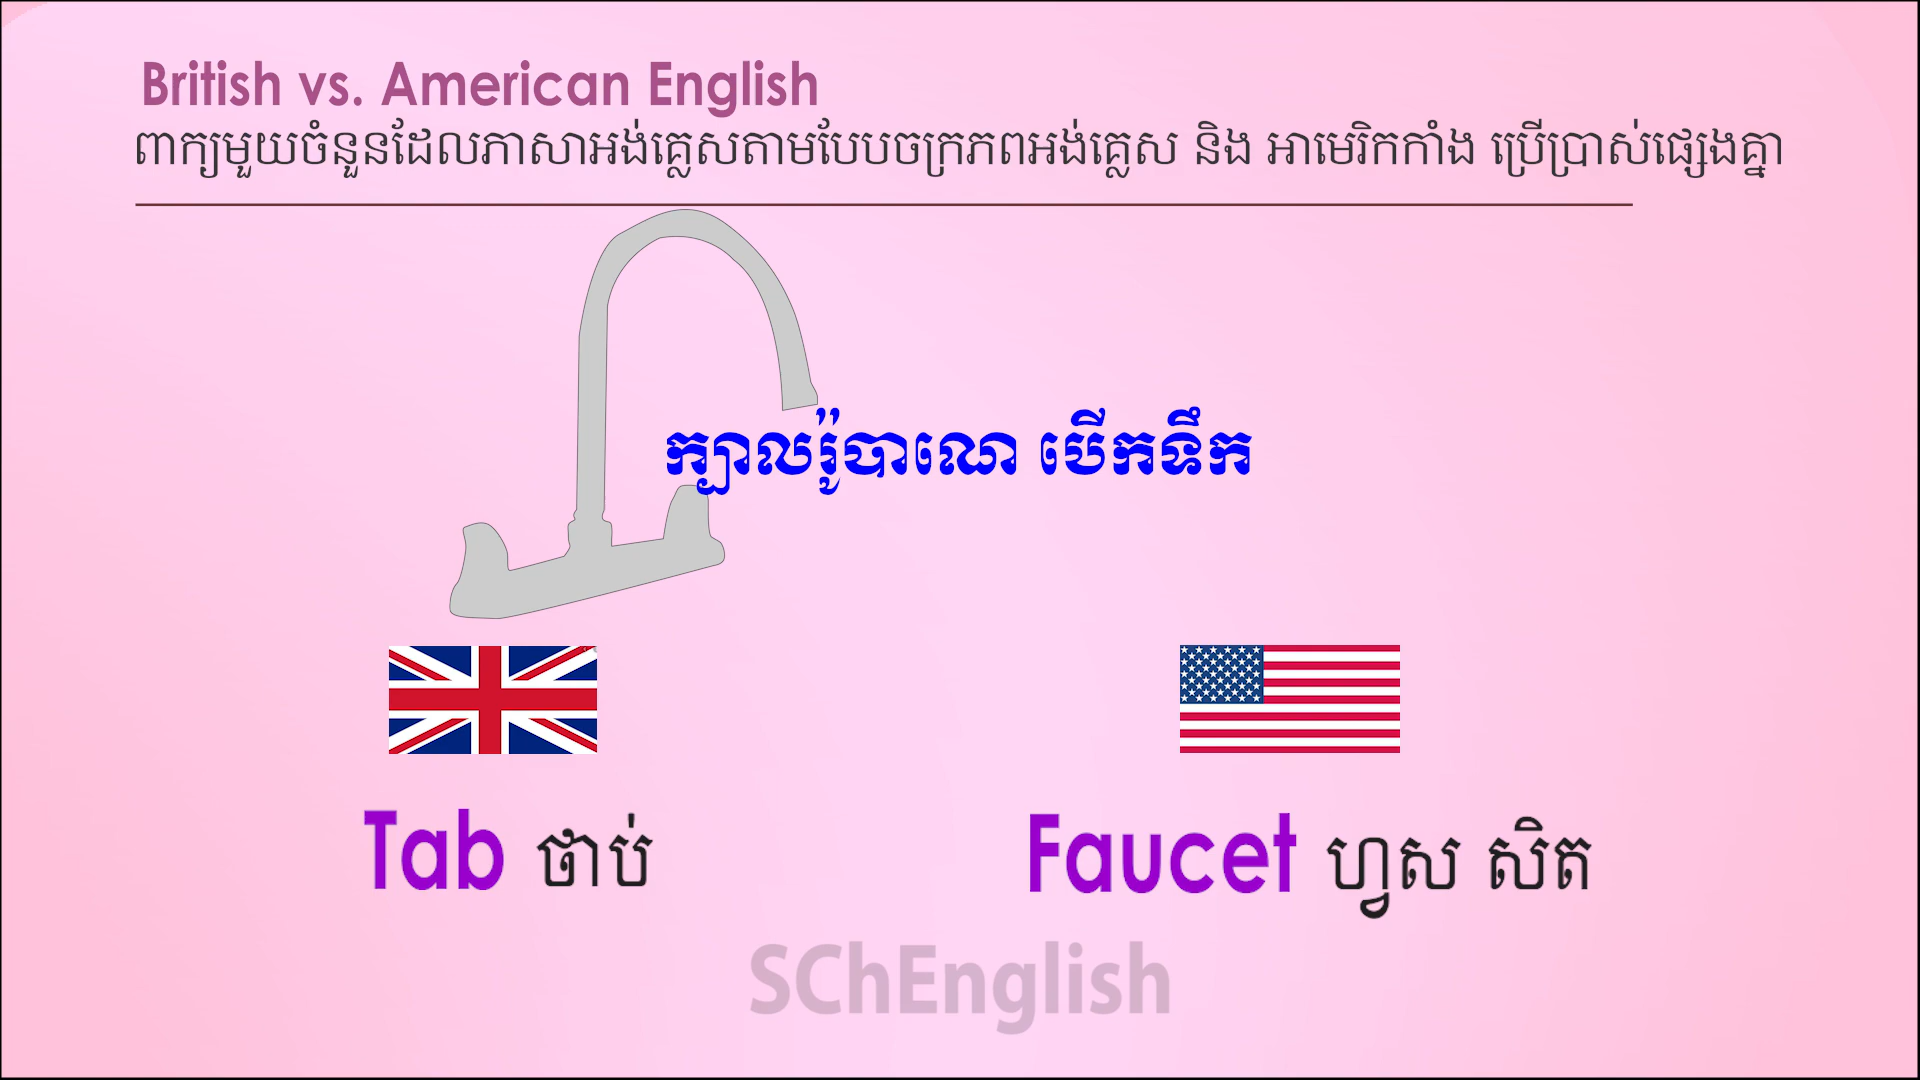 British vs. American English
ពាក្យមួយចំនួនដែលភាសាអង់គ្លេសតាមបែបចក្រភពអង់គ្លេស និង អាមេរិកកាំង ប្រើប្រាស់ផ្សេងគ្នា
ក្បាលរ៉ូបាណេ បើកទឹក
Tab ថាប់
Faucet ហ្វស សិត
SChEnglish